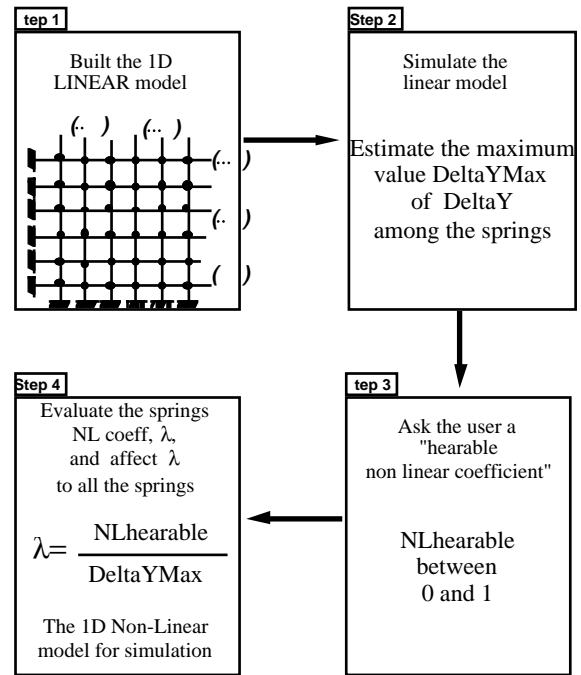 tep 1
Built the 1D
LINEAR model
(.. ) (... )
(... )
(.. )
( )
Step 2
Simulate the
linear model
Estimate the maximum
value DeltaYMax
of DeltaY
among the springs
tep 3
Ask the user a
"hearable
non linear coefficient"
NLhearable
between
0 and 1
Step 4
Evaluate the springs
NL coeff, λ,
and affect λ
to all the springs
λ= NLhearable
DeltaYMax
The 1D Non-Linear
model for simulation